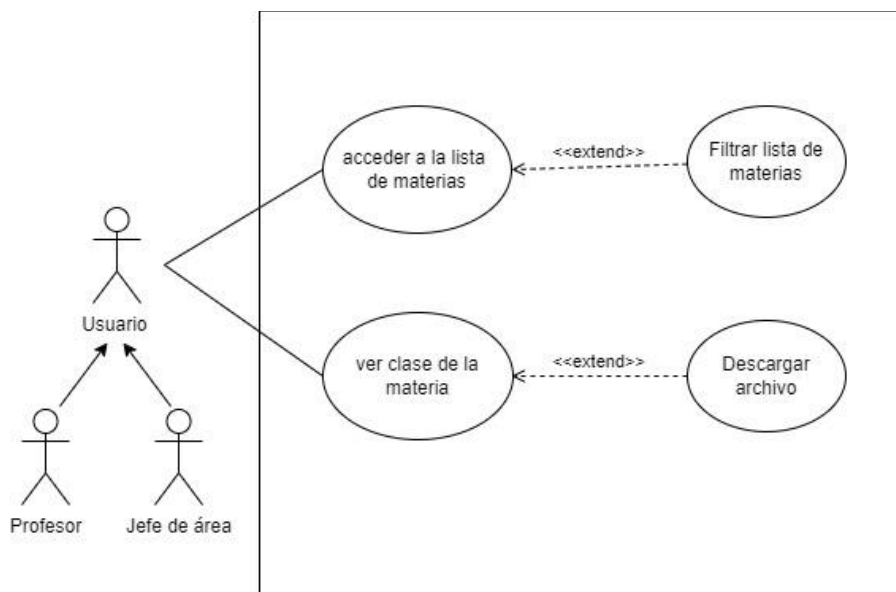 acceder a la lista
de materias
<<extend>>
Filtrar lista de
materias
Usuario
ver clase de la
materia
<<extend>>
Descargar
archivo
Profesor
Jefe de área